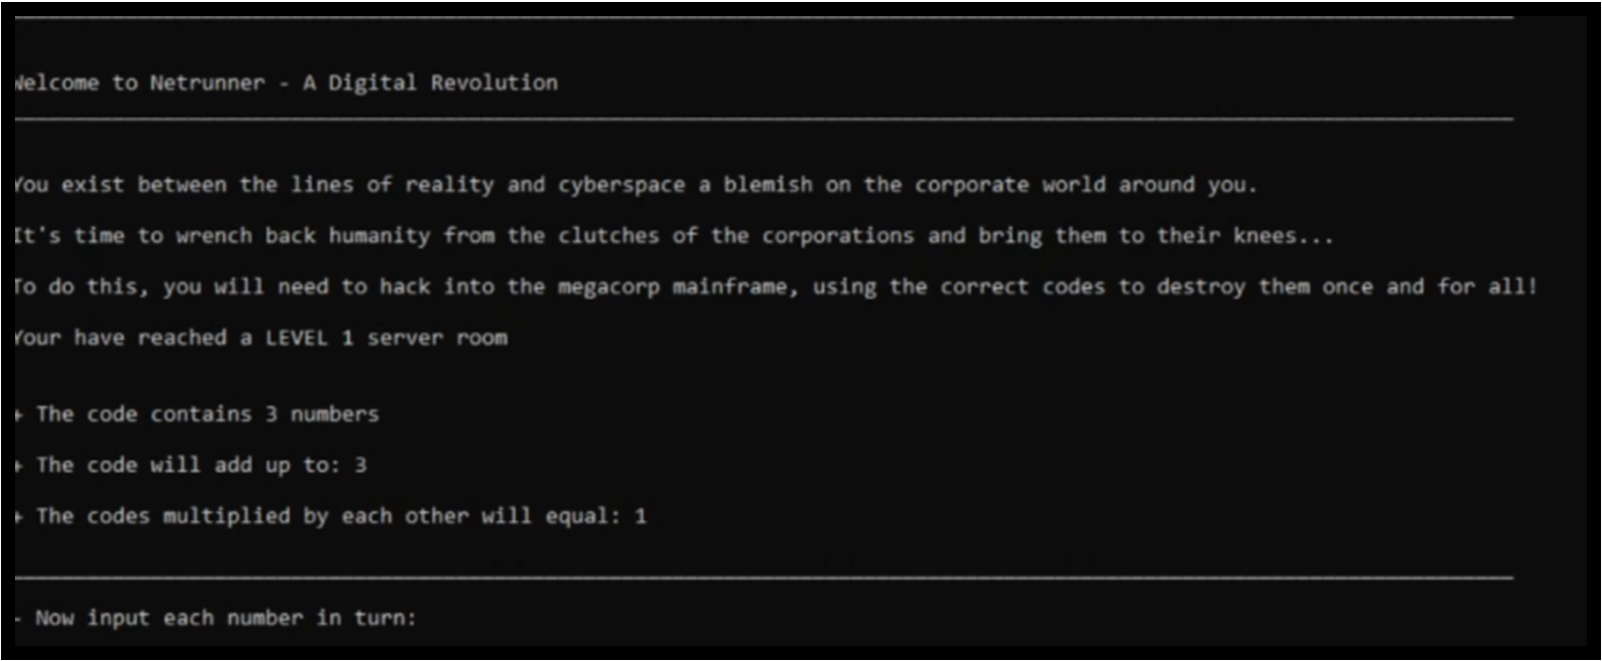 Welcome to Netrunner - A Digital Revolution
You exist between the lines of reality and cyberspace a blemish on the corporate world around you.
It's time to wrench back humanity from the clutches of the corporations and bring them to their knees...
To do this, you will need to hack into the megacorp mainframe, using the correct codes to destroy them once and for all!
Your have reached a LEVEL 1 server room
+ The code contains 3 numbers
+ The code will add up to: 3
+ The codes multiplied by each other will equal: 1
- Now input each number in turn: